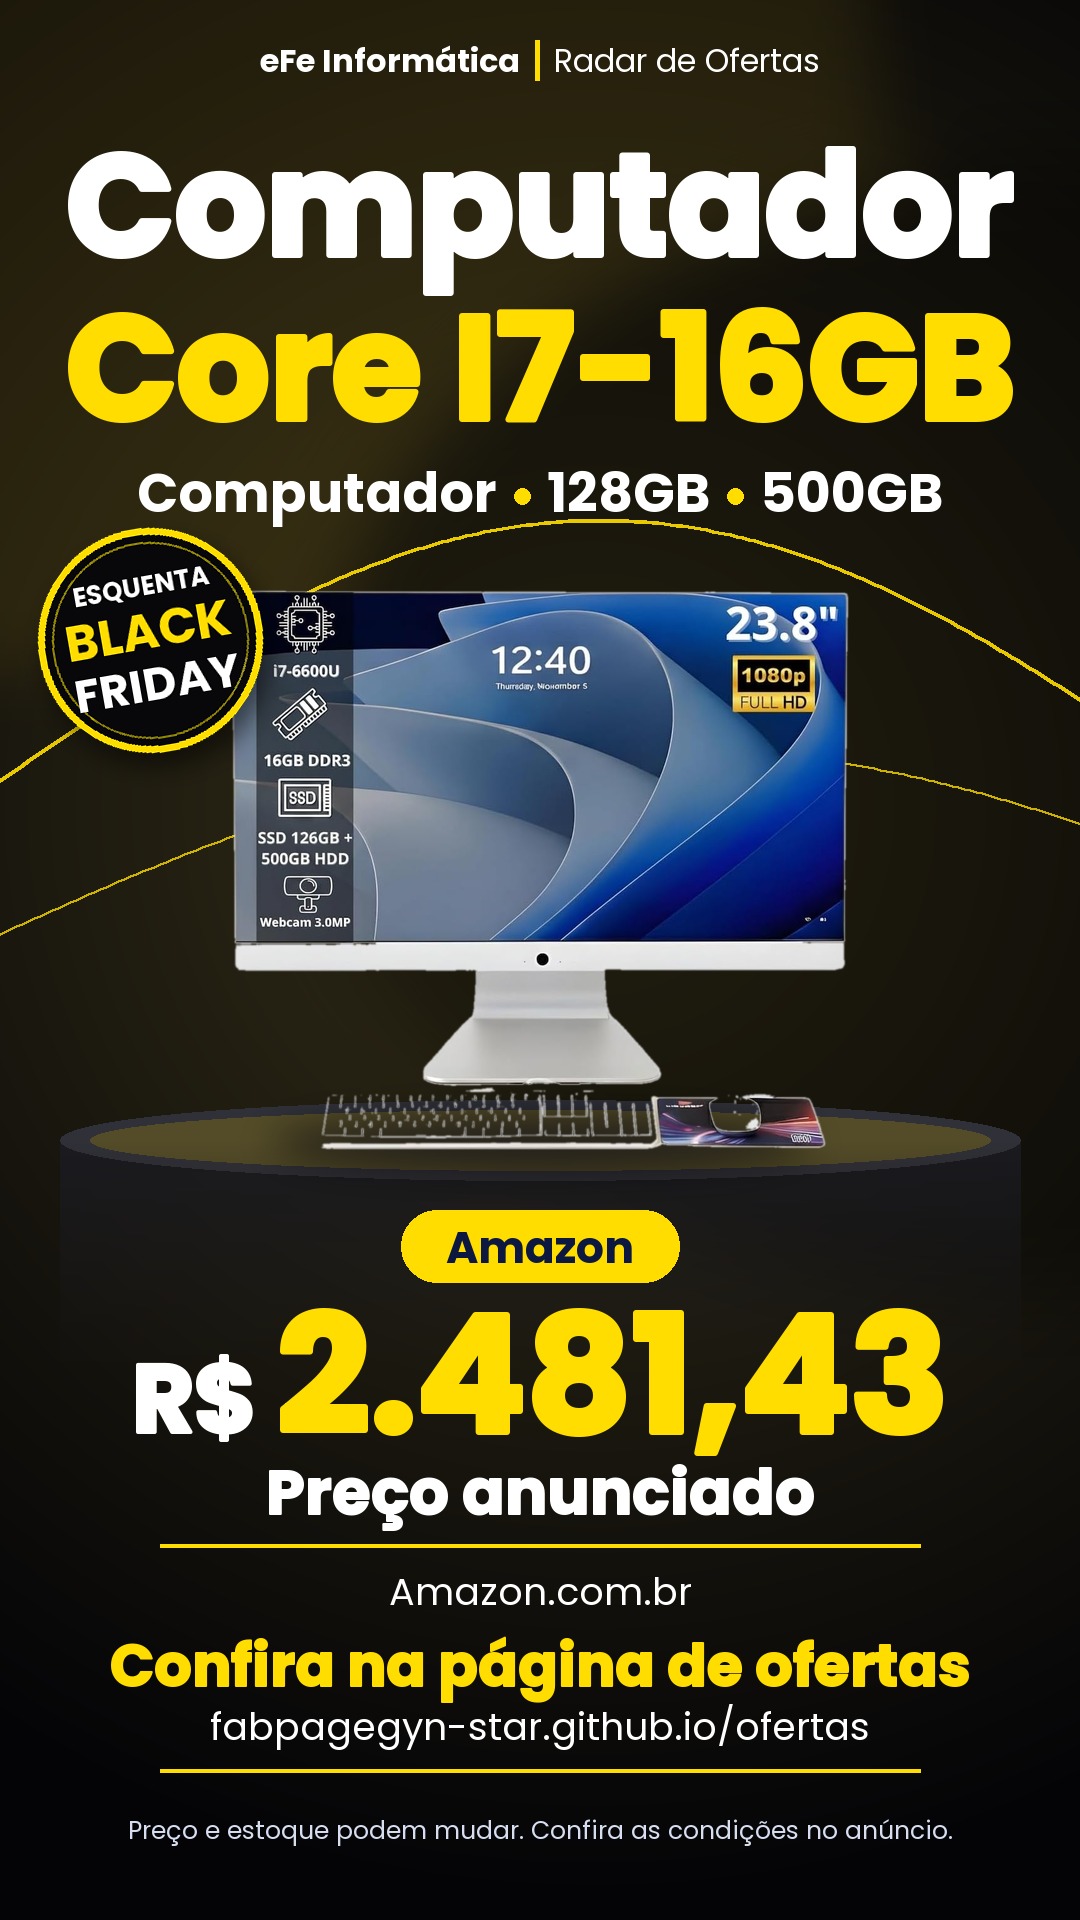 eFe Informática | Radar de Ofertas
Computador
Core I7-16GB
Computador • 128GB • 500GB
ESQUENTA
BLACK
FRIDAY
i7-6600U
16GB DDR3
SSD
SSD 126GB +
500GB HDD
Webcam 3.0MP
12:40
Thursday, November 5
23.8"
1080p
FULL HD
Amazon
R$ 2.481,43
Preço anunciado
Amazon.com.br
Confira na página de ofertas
fabpagegyn-star.github.io/ofertas
Preço e estoque podem mudar. Confira as condições no anúncio.